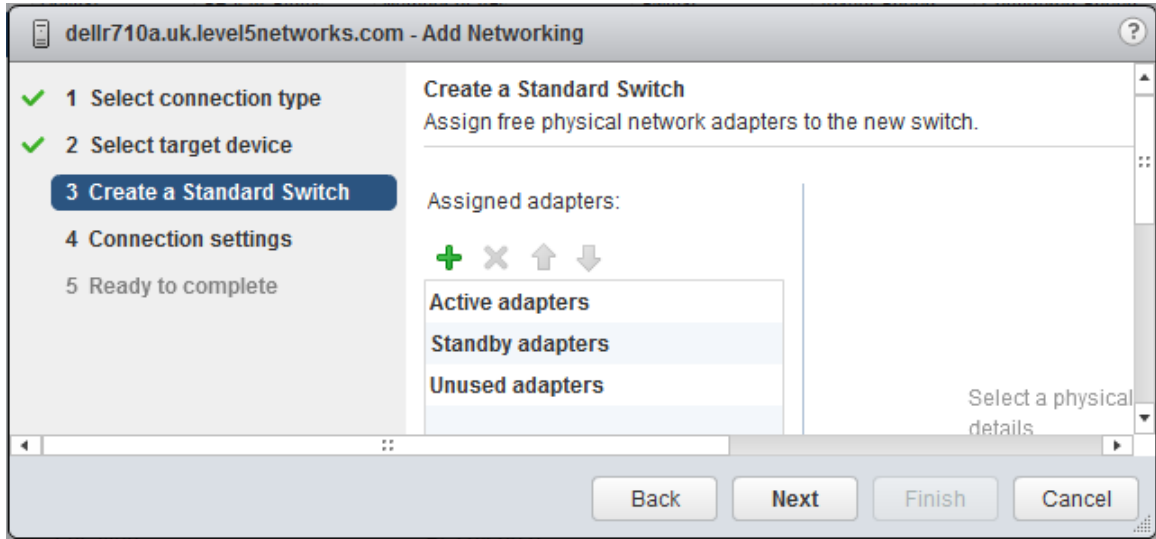 dellr710a.uk.level5networks.com - Add Networking
?
1 Select connection type
2 Select target device
3 Create a Standard Switch
4 Connection settings
5 Ready to complete
Create a Standard Switch
Assign free physical network adapters to the new switch.
Assigned adapters:
Active adapters
Standby adapters
Unused adapters
Select a physical
details
Back
Next
Finish
Cancel